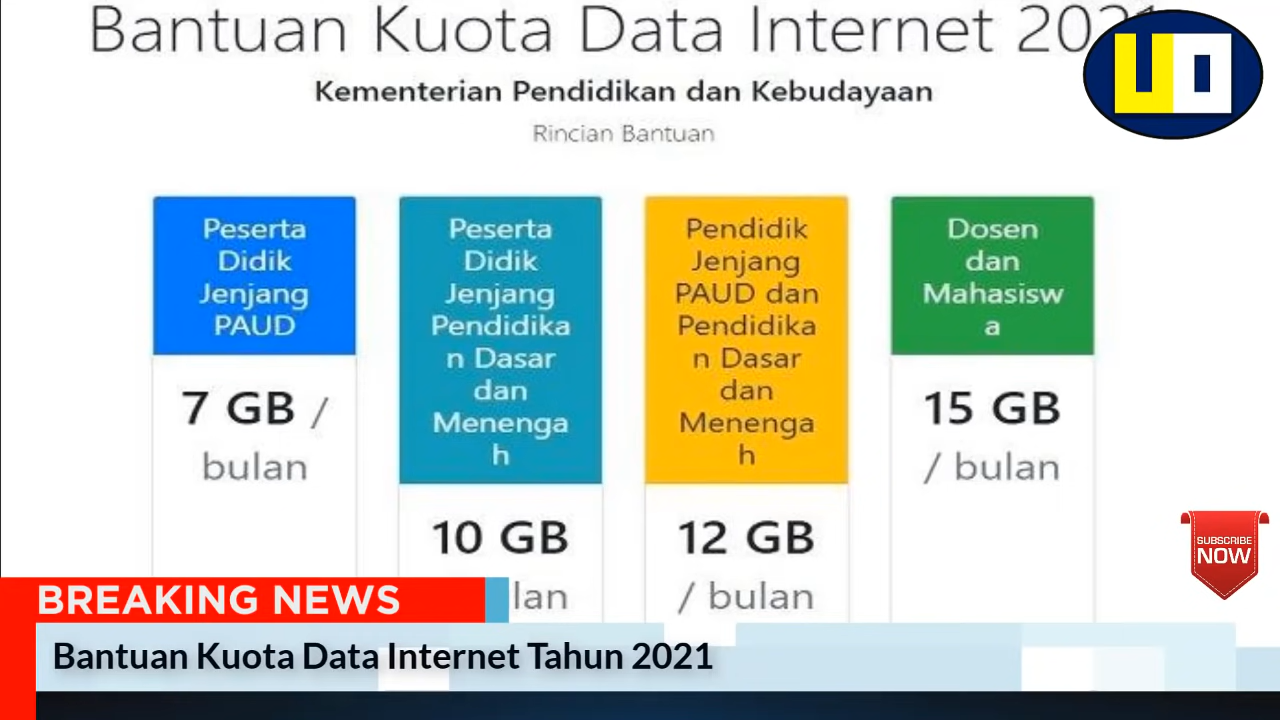 Bantuan Kuota Data Internet 2021
UO
Kementerian Pendidikan dan Kebudayaan
Rincian Bantuan
Peserta
Didik
Jenjang
PAUD
7 GB /
bulan
Peserta
Didik
Jenjang
Pendidika
n Dasar
dan
Menenga
h
10 GB
lan
Pendidik
Jenjang
PAUD dan
Pendidika
n Dasar
dan
Menenga
h
12 GB
/ bulan
Dosen
dan
Mahasisw
a
15 GB
/ bulan
SUBSCRIBE
NOW
BREAKING NEWS
Bantuan Kuota Data Internet Tahun 2021